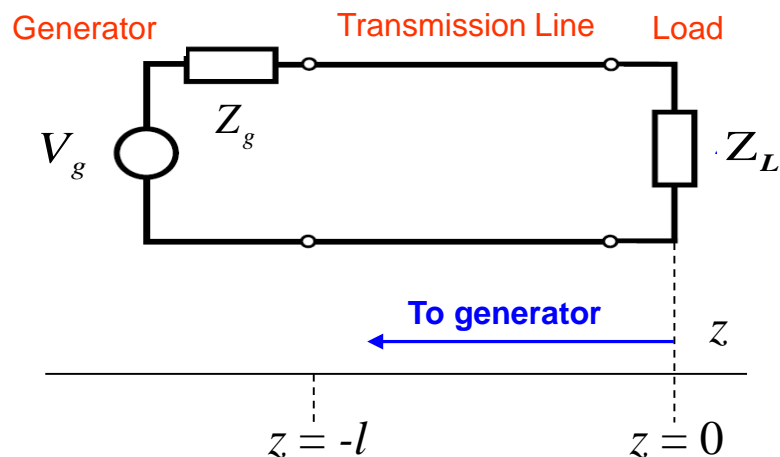 Generator Transmission Line Load
Z_g
V_g Z_L
To generator
z
z = -l z = 0